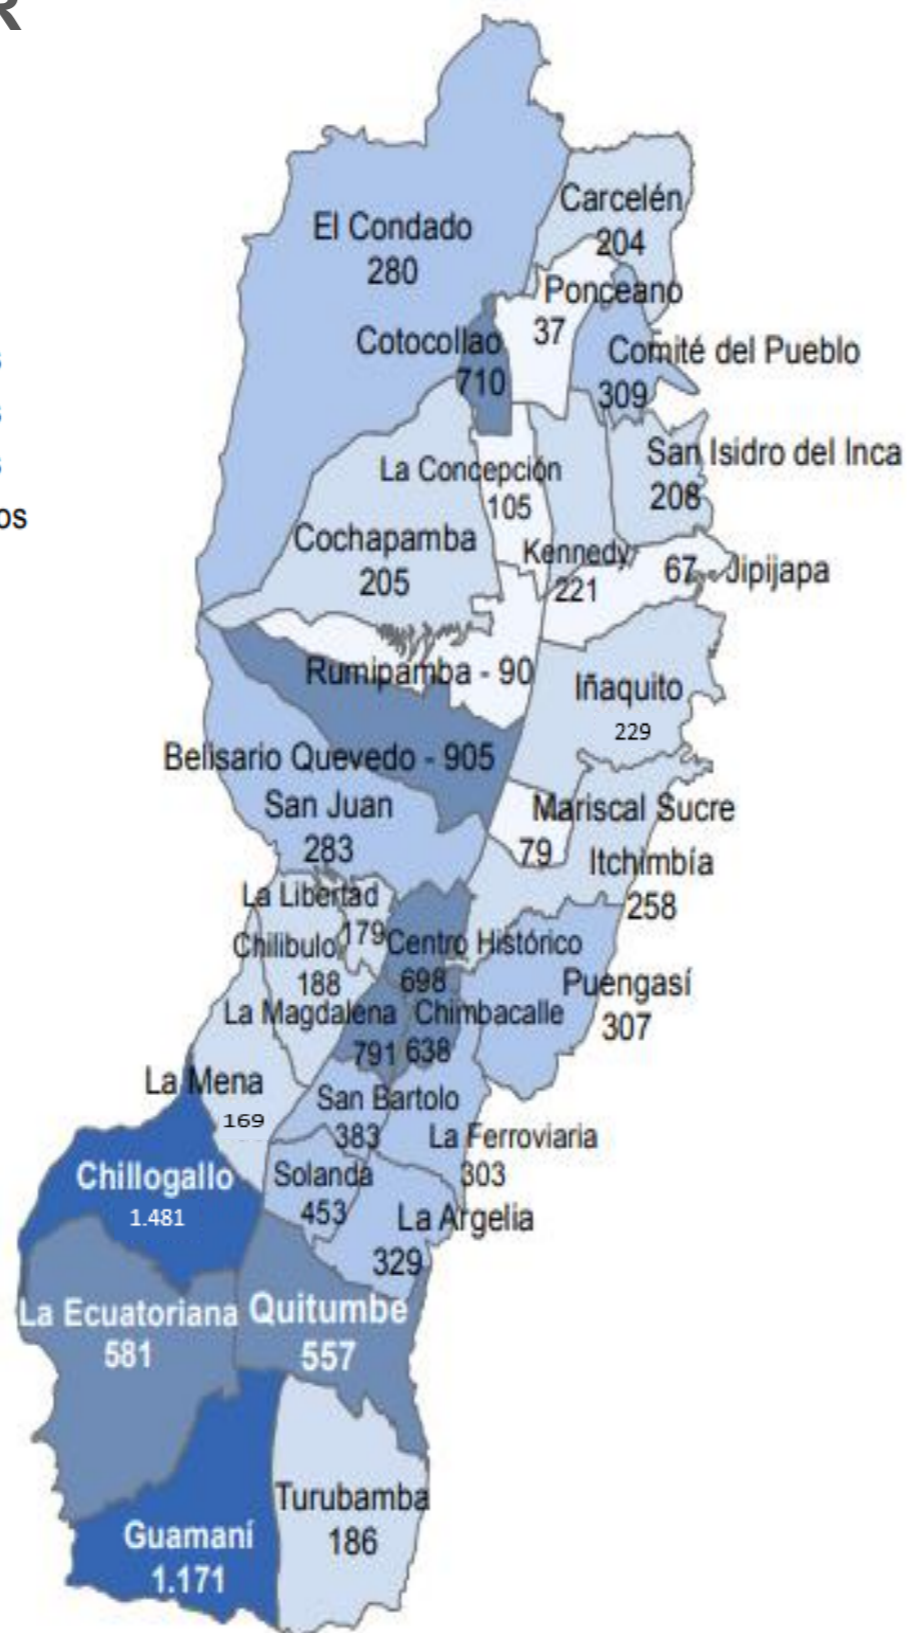 R
s
s
s
os
El Condado
280
Carcelén
204
Ponceano
37
Cotocollao
710
Comité del Pueblo
309
San Isidro del Inca
208
La Concepción
105
Cochapamba
205
Kennedy
221
67 Jipijapa
Rumipamba - 90
Iñaquito
229
Belisario Quevedo - 905
San Juan
283
Mariscal Sucre
79
Itchimbía
258
La Libertad
179
Chilibulo
188
Centro Histórico
698
Puengasí
307
La Magdalena
791
Chimbacalle
638
La Mena
169
San Bartolo
383
La Ferroviaria
303
Chillogallo
1.481
Solanda
453
La Argelia
329
La Ecuatoriana
581
Quitumbe
557
Turubamba
186
Guamaní
1.171